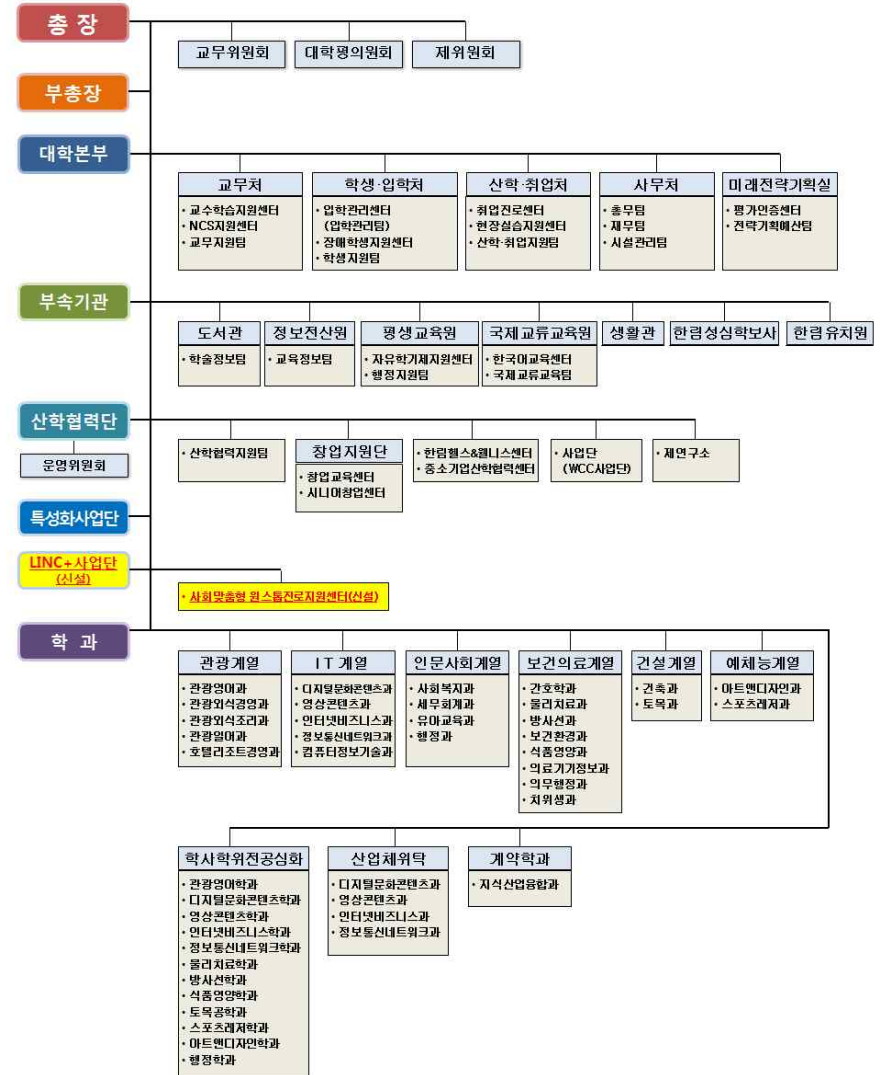 총 장
교무위원회
대학평의원회
제위원회
부총장
대학본부
교무처
· 교수학습지원센터
· NCS지원센터
· 교무지원팀
학생·입학처
· 입학관리센터
(입학관리팀)
· 장애학생지원센터
· 학생지원팀
산학·취업처
· 취업진로센터
· 현장실습지원센터
· 산학·취업지원팀
사무처
· 총무팀
· 재무팀
· 시설관리팀
미래전략기획실
· 평가인증센터
· 전략기획예산팀
부속기관
도서관
· 학술정보팀
정보전산원
· 교육정보팀
평생교육원
· 자유학기제지원센터
· 행정지원팀
국제교류교육원
· 한국어교육센터
· 국제교류교육팀
생활관
한림성심학보사
한림유치원
산학협력단
운영위원회
· 산학협력지원팀
창업지원단
· 창업교육센터
· 시니어창업센터
· 한림헬스&웰니스센터
· 중소기업산학협력센터
· 사업단
(WCC사업단)
· 제연구소
특성화사업단
LINC+사업단
(신설)
· 사회맞춤형 원스톱진로지원센터(신설)
학 과
관광계열
· 관광영어과
· 관광외식경영과
· 관광외식조리과
· 관광일어과
· 호텔리조트경영과
IT 계열
· 디지털문화콘텐츠과
· 영상콘텐츠과
· 인터넷비즈니스과
· 정보통신네트워크과
· 컴퓨터정보기술과
인문사회계열
· 사회복지과
· 세무회계과
· 유아교육과
· 행정과
보건의료계열
· 간호학과
· 물리치료과
· 방사선과
· 보건환경과
· 식품영양과
· 의료기기정보과
· 의무행정과
· 치위생과
건설계열
· 건축과
· 토목과
예체능계열
· 아트앤디자인과
· 스포츠레저과
학사학위전공심화
· 관광영어학과
· 디지털문화콘텐츠학과
· 영상콘텐츠학과
· 인터넷비즈니스학과
· 정보통신네트워크학과
· 물리치료학과
· 방사선학과
· 식품영양학과
· 토목공학과
· 스포츠레저학과
· 아트앤디자인학과
· 행정학과
산업체위탁
· 디지털문화콘텐츠과
· 영상콘텐츠과
· 인터넷비즈니스과
· 정보통신네트워크과
계약학과
· 지식산업융합과